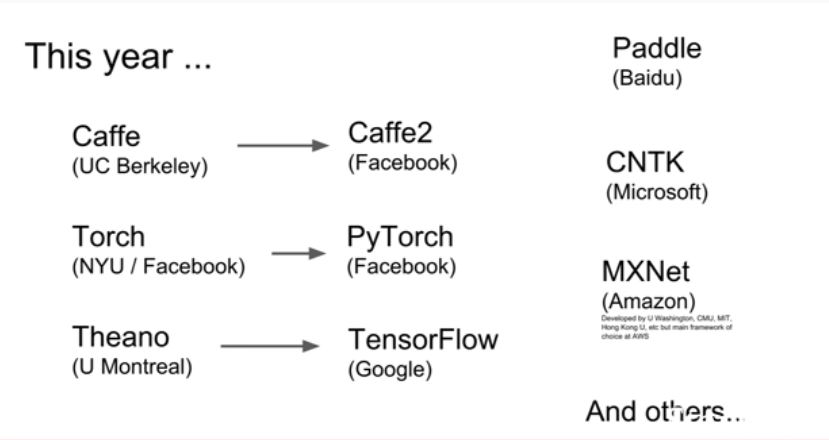 This year ...
Caffe
(UC Berkeley)
Caffe2
(Facebook)
Torch
(NYU / Facebook)
PyTorch
(Facebook)
Theano
(U Montreal)
TensorFlow
(Google)
Paddle
(Baidu)
CNTK
(Microsoft)
MXNet
(Amazon)
Developed by U Washington, CMU, MIT,
Hong Kong U, etc but main framework of
choice at AWS
And others...